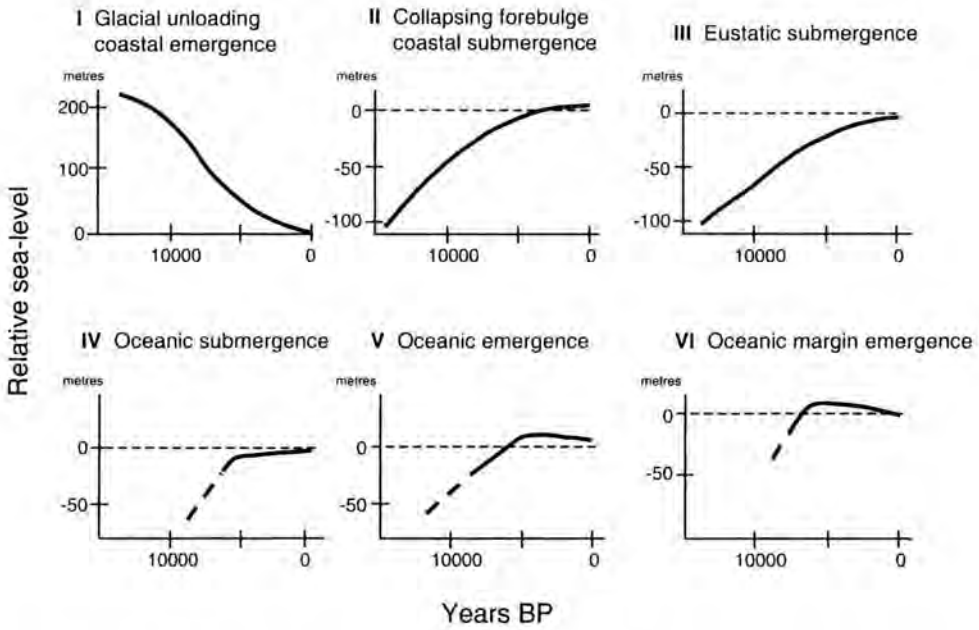 I Glacial unloading
coastal emergence
II Collapsing forebulge
coastal submergence
III Eustatic submergence
metres
200
100
0
10000
0
metres
0
-50
-100
10000
0
metres
0
-50
-100
10000
0
Relative sea-level
IV Oceanic submergence
V Oceanic emergence
VI Oceanic margin emergence
metres
0
-50
10000
0
metres
0
-50
10000
0
metres
0
-50
10000
0
Years BP